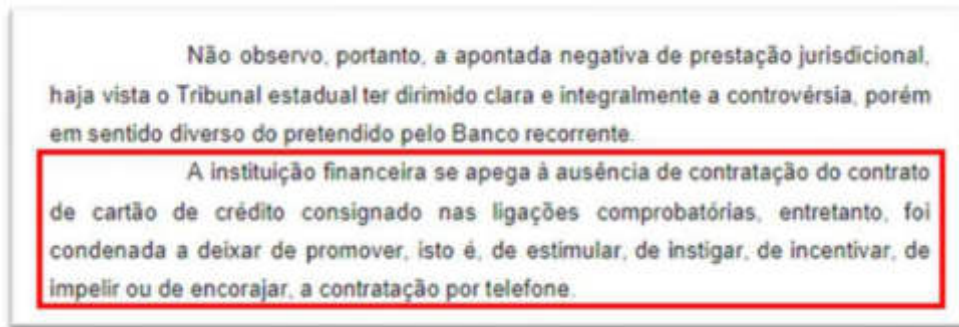 Não observo, portanto, a apontada negativa de prestação jurisdicional,
haja vista o Tribunal estadual ter dirimido clara e integralmente a controvérsia, porém
em sentido diverso do pretendido pelo Banco recorrente.
A instituição financeira se apega à ausência de contratação do contrato
de cartão de crédito consignado nas ligações comprobatórias, entretanto, foi
condenada a deixar de promover, isto é, de estimular, de instigar, de incentivar, de
impelir ou de encorajar, a contratação por telefone.